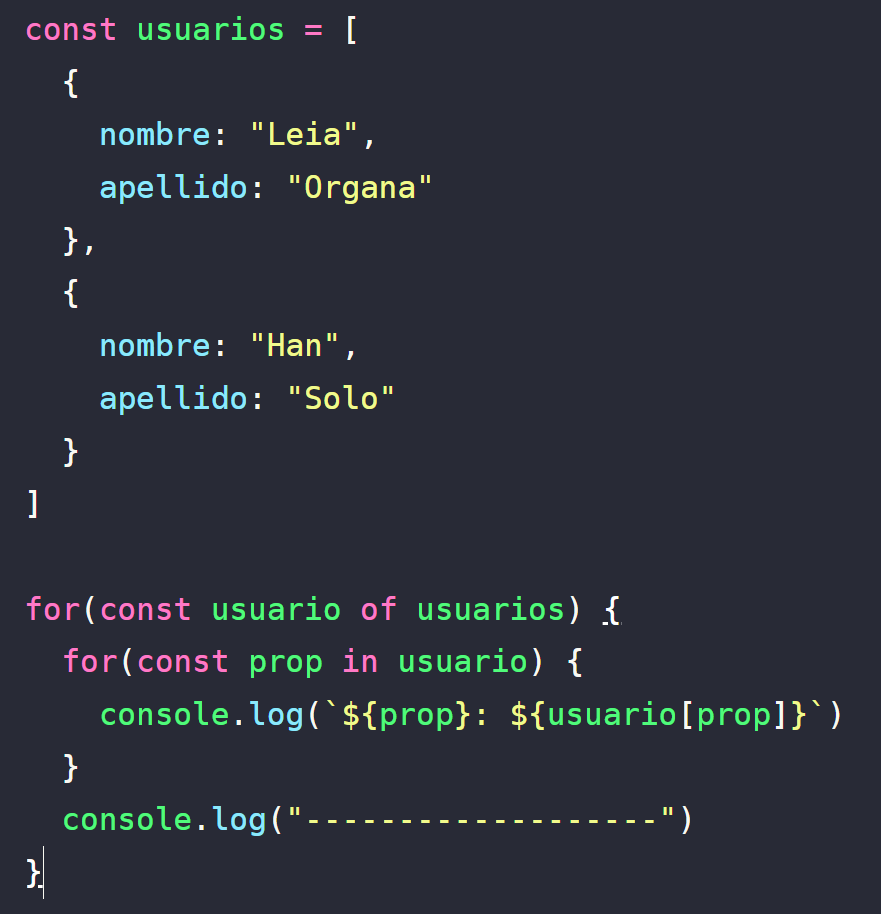 const usuarios = [
  {
    nombre: "Leia",
    apellido: "Organa"
  },
  {
    nombre: "Han",
    apellido: "Solo"
  }
]

for(const usuario of usuarios) {
  for(const prop in usuario) {
    console.log(`${prop}: ${usuario[prop]}`)
  }
  console.log("-------------------")
}